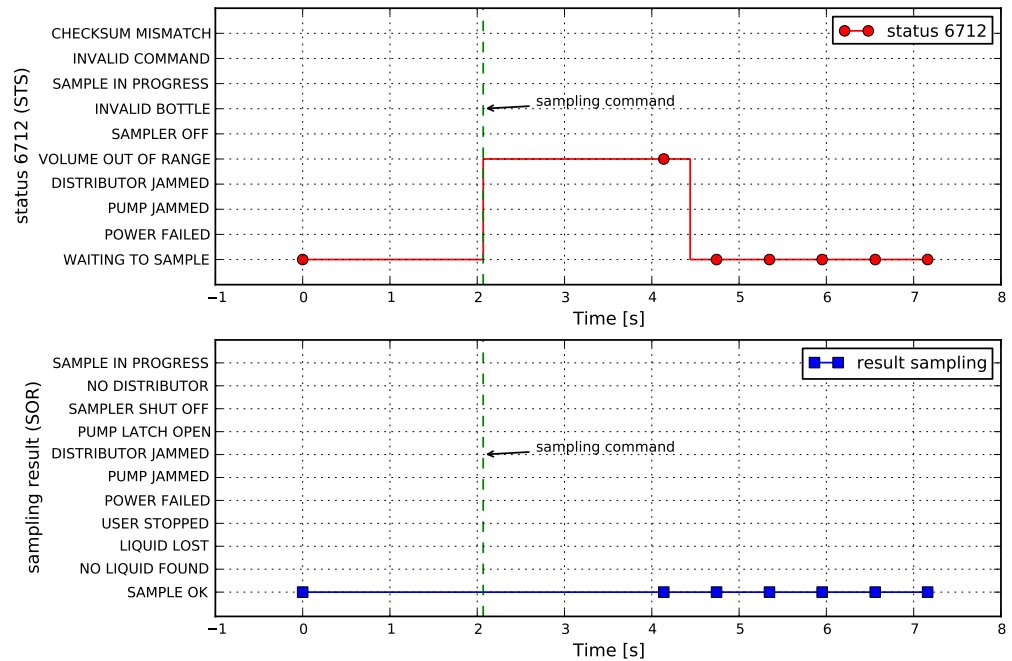 CHECKSUM MISMATCH
INVALID COMMAND
SAMPLE IN PROGRESS
INVALID BOTTLE
SAMPLER OFF
VOLUME OUT OF RANGE
DISTRIBUTOR JAMMED
PUMP JAMMED
POWER FAILED
WAITING TO SAMPLE
status 6712 (STS)
status 6712
sampling command
−1 0 1 2 3 4 5 6 7 8
Time [s]
SAMPLE IN PROGRESS
NO DISTRIBUTOR
SAMPLER SHUT OFF
PUMP LATCH OPEN
DISTRIBUTOR JAMMED
PUMP JAMMED
POWER FAILED
USER STOPPED
LIQUID LOST
NO LIQUID FOUND
SAMPLE OK
sampling result (SOR)
result sampling
sampling command
−1 0 1 2 3 4 5 6 7 8
Time [s]